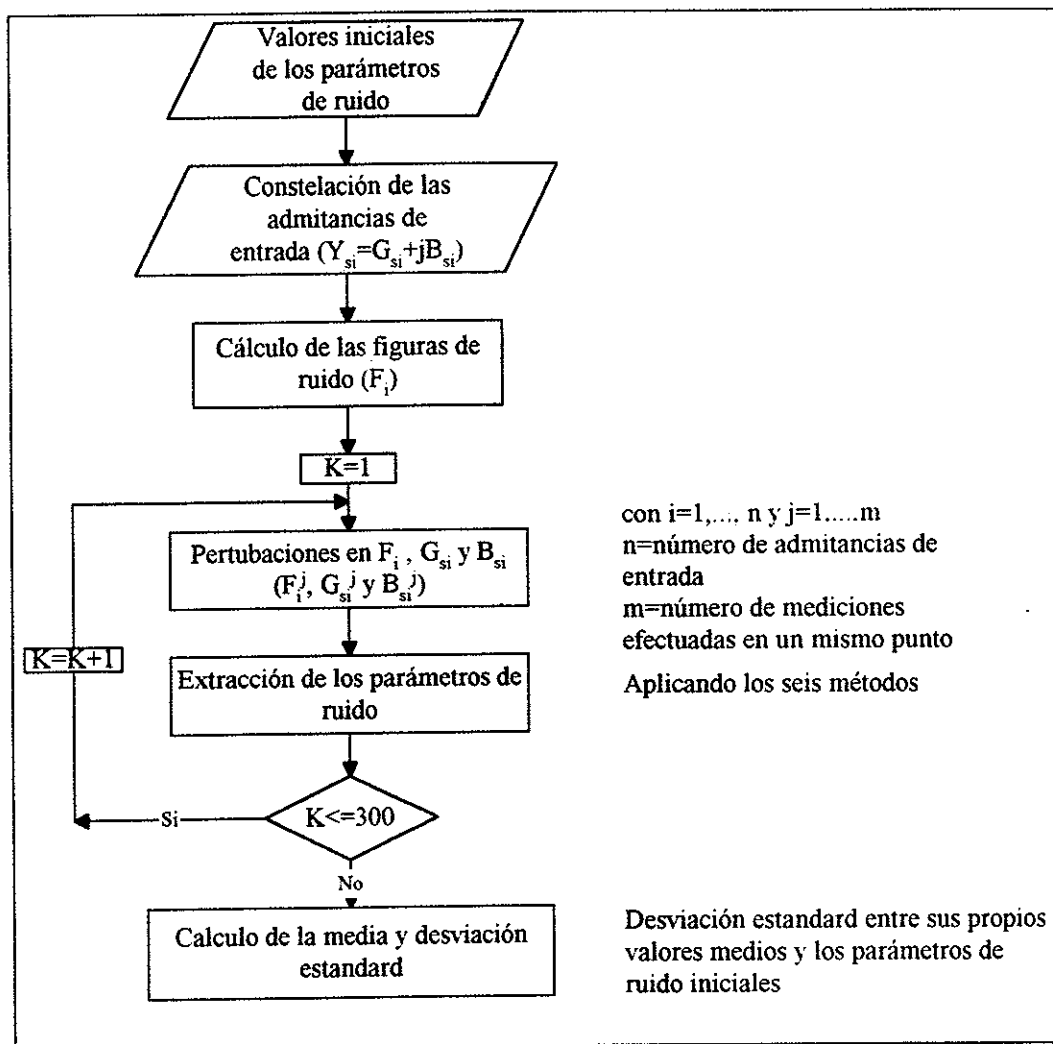 Valores iniciales
de los parámetros
de ruido
Constelación de las
admitancias de
entrada (Y_si=G_si+jB_si)
Cálculo de las figuras de
ruido (F_i)
K=1
Pertubaciones en F_i , G_si y B_si
(F_i^j, G_si^j y B_si^j)
con i=1,... n y j=1.....m
n=número de admitancias de
entrada
m=número de mediciones
efectuadas en un mismo punto
K=K+1
Extracción de los parámetros de
ruido
Aplicando los seis métodos
K<=300
Si
No
Calculo de la media y desviación
estandard
Desviación estandard entre sus propios
valores medios y los parámetros de
ruido iniciales